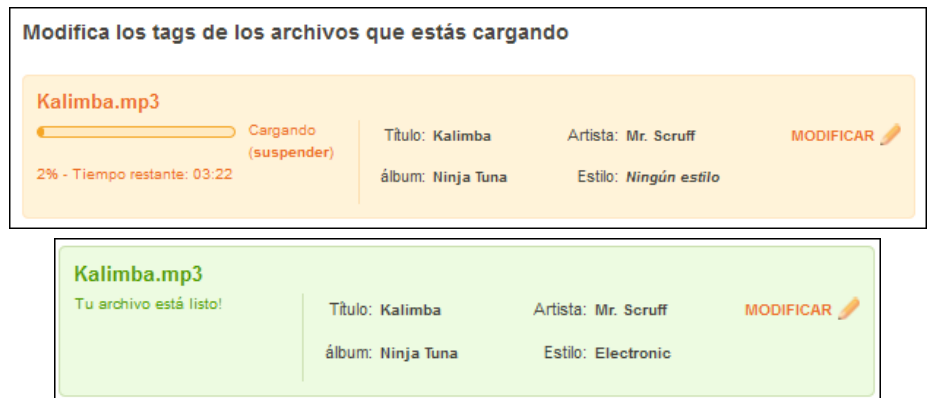 Modifica los tags de los archivos que estás cargando
Kalimba.mp3
Cargando
(suspender)
2% - Tiempo restante: 03:22
Título: Kalimba
Artista: Mr. Scruff
MODIFICAR
álbum: Ninja Tuna
Estilo: Ningún estilo
Kalimba.mp3
Tu archivo está listo!
Título: Kalimba
Artista: Mr. Scruff
MODIFICAR
álbum: Ninja Tuna
Estilo: Electronic